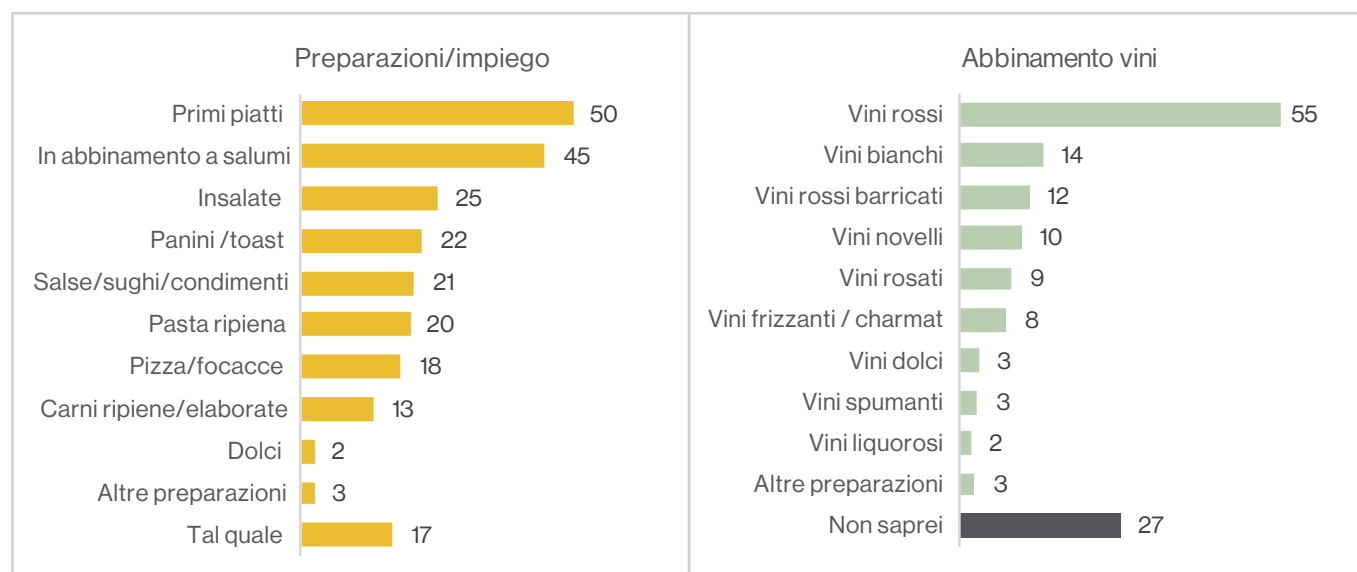 Preparazioni/impiego
Primi piatti 50
In abbinamento a salumi 45
Insalate 25
Panini /toast 22
Salse/sughi/condimenti 21
Pasta ripiena 20
Pizza/focacce 18
Carni ripiene/elaborate 13
Dolci 2
Altre preparazioni 3
Tal quale 17
Abbinamento vini
Vini rossi 55
Vini bianchi 14
Vini rossi barricati 12
Vini novelli 10
Vini rosati 9
Vini frizzanti / charmat 8
Vini dolci 3
Vini spumanti 3
Vini liquorosi 2
Altre preparazioni 3
Non saprei 27